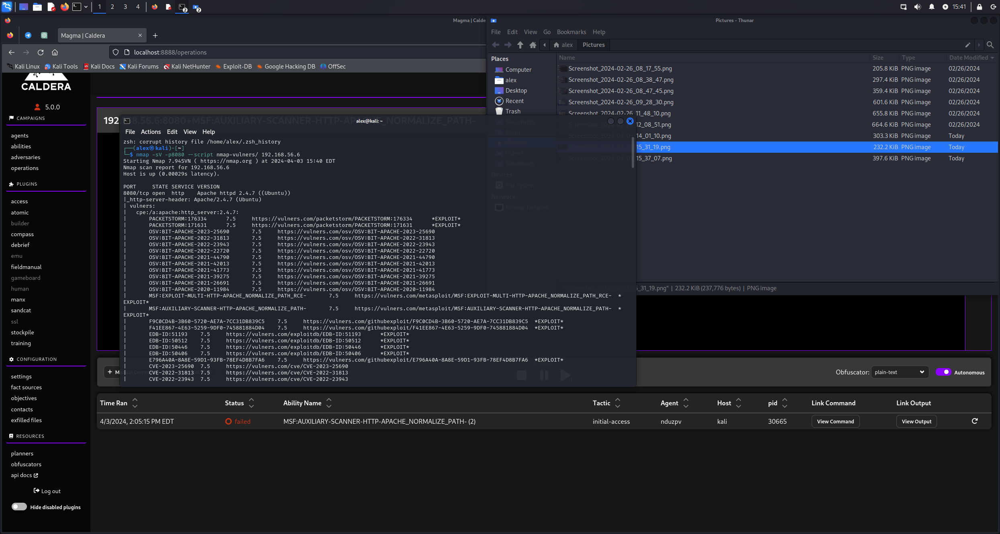 1 2 3 4
2
2
15:41
Magma | Calde
Magma | Caldera
localhost:8888/operations
Kali Linux Kali Tools Kali Docs Kali Forums Kali NetHunter Exploit-DB Google Hacking DB OffSec
CALDERA
5.0.0
CAMPAIGNS
agents
abilities
adversaries
operations
PLUGINS
access
atomic
builder
compass
debrief
emu
fieldmanual
gameboard
human
manx
sandcat
ssl
stockpile
training
CONFIGURATION
settings
fact sources
objectives
contacts
exfilled files
RESOURCES
planners
obfuscators
api docs
Log out
Hide disabled plugins
192.168.56.6:8080+MSF:AUXILIARY-SCANNER-HTTP-APACHE_NORMALIZE_PATH-
alex@kali: ~
File Actions Edit View Help
zsh: corrupt history file /home/alex/.zsh_history
(alex㉿kali)-[~]
$ nmap -sV -p8080 --script nmap-vulners/ 192.168.56.6
Starting Nmap 7.94SVN ( https://nmap.org ) at 2024-04-03 15:40 EDT
Nmap scan report for 192.168.56.6
Host is up (0.00029s latency).
PORT STATE SERVICE VERSION
8080/tcp open http Apache httpd 2.4.7 ((Ubuntu))
|_http-server-header: Apache/2.4.7 (Ubuntu)
| vulners:
| cpe:/a:apache:http_server:2.4.7:
| PACKETSTORM:176334 7.5 https://vulners.com/packetstorm/PACKETSTORM:176334 *EXPLOIT*
| PACKETSTORM:171631 7.5 https://vulners.com/packetstorm/PACKETSTORM:171631 *EXPLOIT*
| OSV:BIT-APACHE-2023-25690 7.5 https://vulners.com/osv/OSV:BIT-APACHE-2023-25690
| OSV:BIT-APACHE-2022-31813 7.5 https://vulners.com/osv/OSV:BIT-APACHE-2022-31813
| OSV:BIT-APACHE-2022-23943 7.5 https://vulners.com/osv/OSV:BIT-APACHE-2022-23943
| OSV:BIT-APACHE-2022-22720 7.5 https://vulners.com/osv/OSV:BIT-APACHE-2022-22720
| OSV:BIT-APACHE-2021-44790 7.5 https://vulners.com/osv/OSV:BIT-APACHE-2021-44790
| OSV:BIT-APACHE-2021-42013 7.5 https://vulners.com/osv/OSV:BIT-APACHE-2021-42013
| OSV:BIT-APACHE-2021-41773 7.5 https://vulners.com/osv/OSV:BIT-APACHE-2021-41773
| OSV:BIT-APACHE-2021-39275 7.5 https://vulners.com/osv/OSV:BIT-APACHE-2021-39275
| OSV:BIT-APACHE-2021-26691 7.5 https://vulners.com/osv/OSV:BIT-APACHE-2021-26691
| OSV:BIT-APACHE-2020-11984 7.5 https://vulners.com/osv/OSV:BIT-APACHE-2020-11984
| MSF:EXPLOIT-MULTI-HTTP-APACHE_NORMALIZE_PATH_RCE- 7.5 https://vulners.com/metasploit/MSF:EXPLOIT-MULTI-HTTP-APACHE_NORMALIZE_PATH_RCE- *
EXPLOIT*
| MSF:AUXILIARY-SCANNER-HTTP-APACHE_NORMALIZE_PATH- 7.5 https://vulners.com/metasploit/MSF:AUXILIARY-SCANNER-HTTP-APACHE_NORMALIZE_PATH- *
EXPLOIT*
| F9C0CD4B-3B60-5720-AE7A-7CC31DB839C5 7.5 https://vulners.com/githubexploit/F9C0CD4B-3B60-5720-AE7A-7CC31DB839C5 *EXPLOIT*
| F41EE867-4E63-5259-9DF0-745881884D04 7.5 https://vulners.com/githubexploit/F41EE867-4E63-5259-9DF0-745881884D04 *EXPLOIT*
| EDB-ID:51193 7.5 https://vulners.com/exploitdb/EDB-ID:51193 *EXPLOIT*
| EDB-ID:50512 7.5 https://vulners.com/exploitdb/EDB-ID:50512 *EXPLOIT*
| EDB-ID:50446 7.5 https://vulners.com/exploitdb/EDB-ID:50446 *EXPLOIT*
| EDB-ID:50406 7.5 https://vulners.com/exploitdb/EDB-ID:50406 *EXPLOIT*
| E796A40A-8A8E-59D1-93FB-78EF4D8B7FA6 7.5 https://vulners.com/githubexploit/E796A40A-8A8E-59D1-93FB-78EF4D8B7FA6 *EXPLOIT*
| CVE-2023-25690 7.5 https://vulners.com/cve/CVE-2023-25690
| CVE-2022-31813 7.5 https://vulners.com/cve/CVE-2022-31813
| CVE-2022-23943 7.5 https://vulners.com/cve/CVE-2022-23943
Pictures - Thunar
File Edit View Go Bookmarks Help
alex Pictures
Places
Computer
alex
Desktop
Recent
Trash
Documents
Music
Pictures
Videos
Downloads
Devices
File System
Network
Browse Network
Name Size Type Date Modified
Screenshot_2024-02-26_08_17_55.png 205.8 KiB PNG image 02/26/2024
Screenshot_2024-02-26_08_38_47.png 297.4 KiB PNG image 02/26/2024
Screenshot_2024-02-26_08_47_45.png 359.4 KiB PNG image 02/26/2024
Screenshot_2024-02-26_09_28_30.png 601.6 KiB PNG image 02/26/2024
Screenshot_2024-02-26_11_48_10.png 655.8 KiB PNG image 02/26/2024
12_08_51.png 664.6 KiB PNG image 02/26/2024
14_01_10.png 303.3 KiB PNG image Today
15_31_19.png 232.2 KiB PNG image Today
Screenshot_2024-04-03_15_37_07.png 397.6 KiB PNG image Today
"Screenshot_2024-04-03_15_31_19.png" | 232.2 KiB (237,776 bytes) | PNG image
+ Manual Comm
1
Obfuscator: plain-text Autonomous
Time Ran Status Ability Name Tactic Agent Host pid Link Command Link Output
4/3/2024, 2:05:15 PM EDT failed MSF:AUXILIARY-SCANNER-HTTP-APACHE_NORMALIZE_PATH- (2) initial-access nduzpv kali 30665 View Command View Output